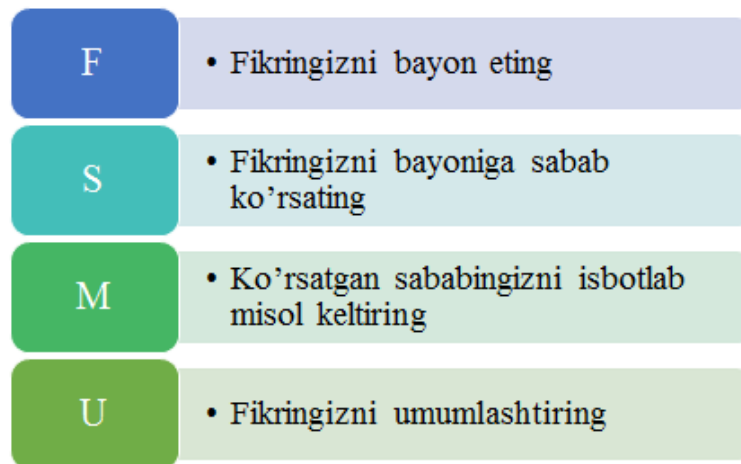 F
• Fikringizni bayon eting
S
• Fikringizni bayoniga sabab
ko’rsating
M
• Ko’rsatgan sababingizni isbotlab
misol keltiring
U
• Fikringizni umumlashtiring